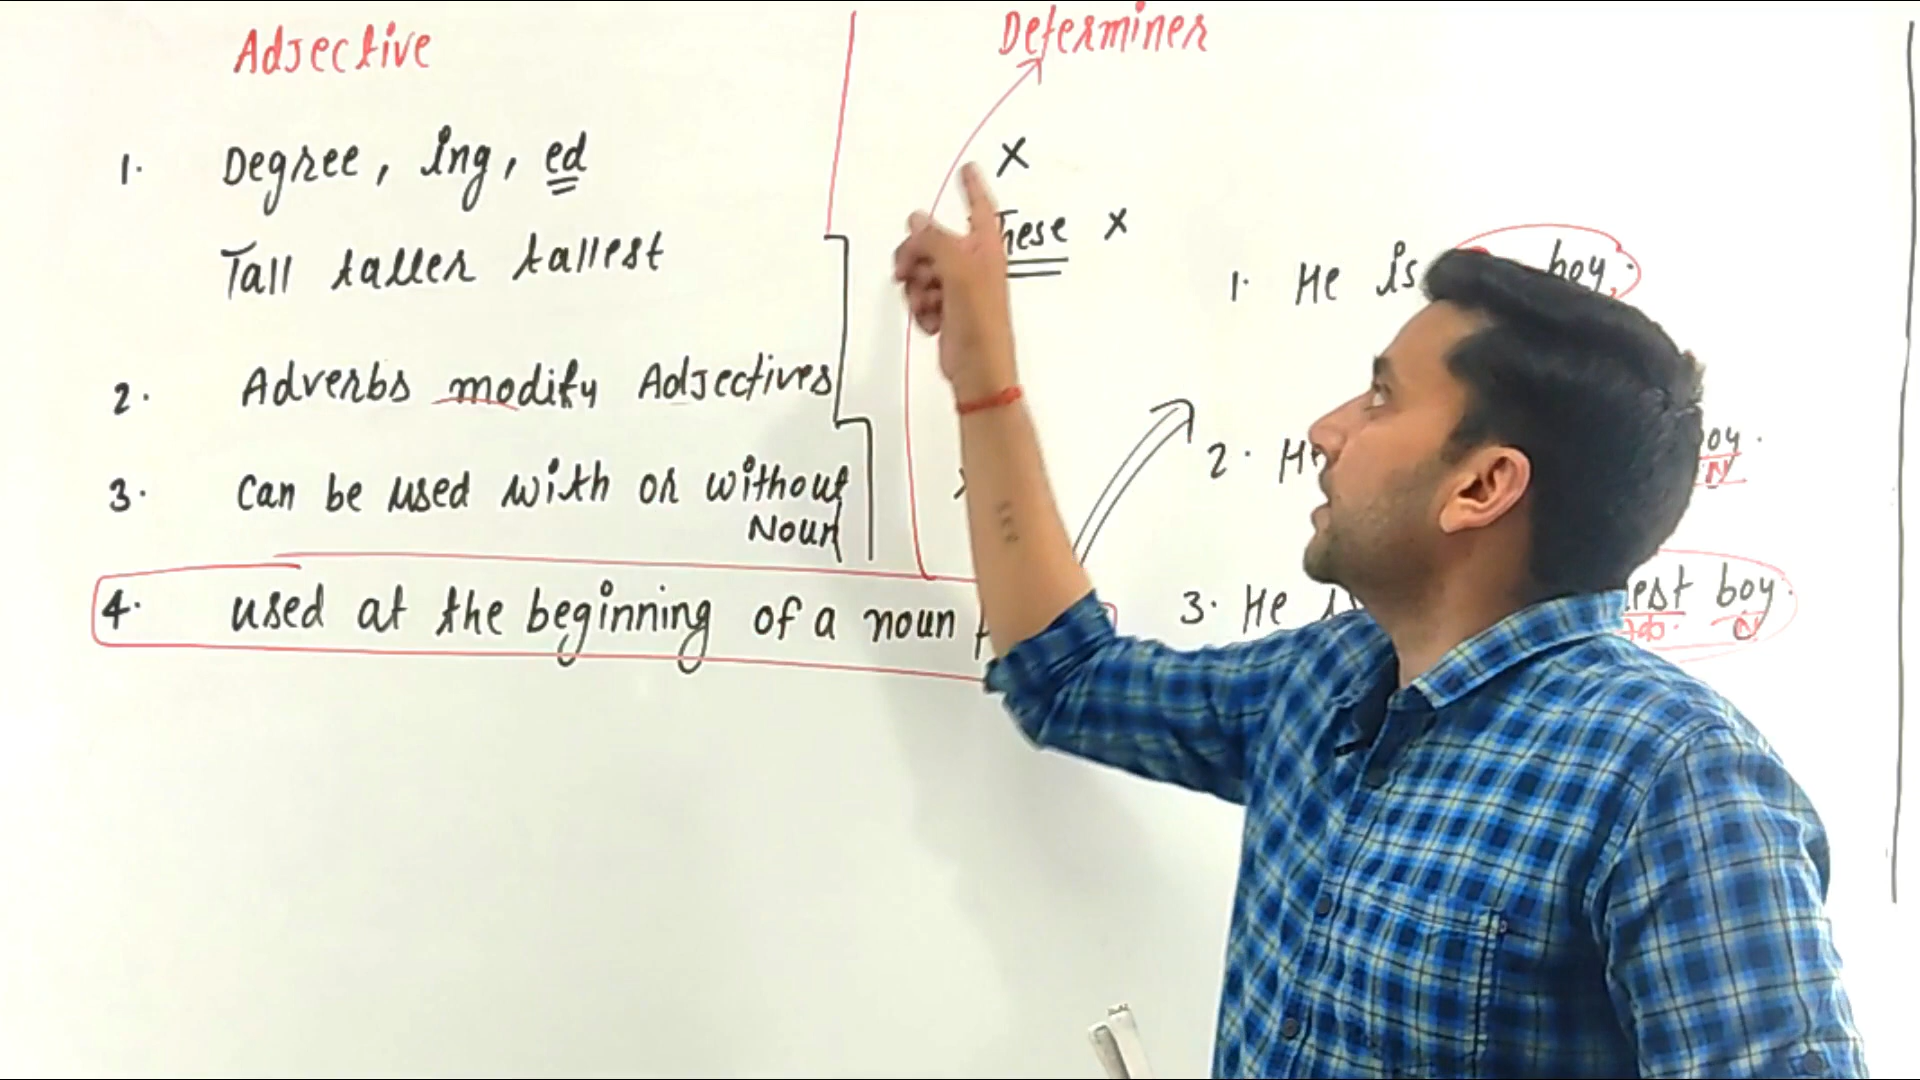 Adjective
Determiner
1. Degree, ing, ed
x
Tall taller tallest
These x
1. He is boy.
2. Adverbs modify Adjectives
2. He
N
3. Can be used with or without
Noun
4. used at the beginning of a noun
3. He boy.
N